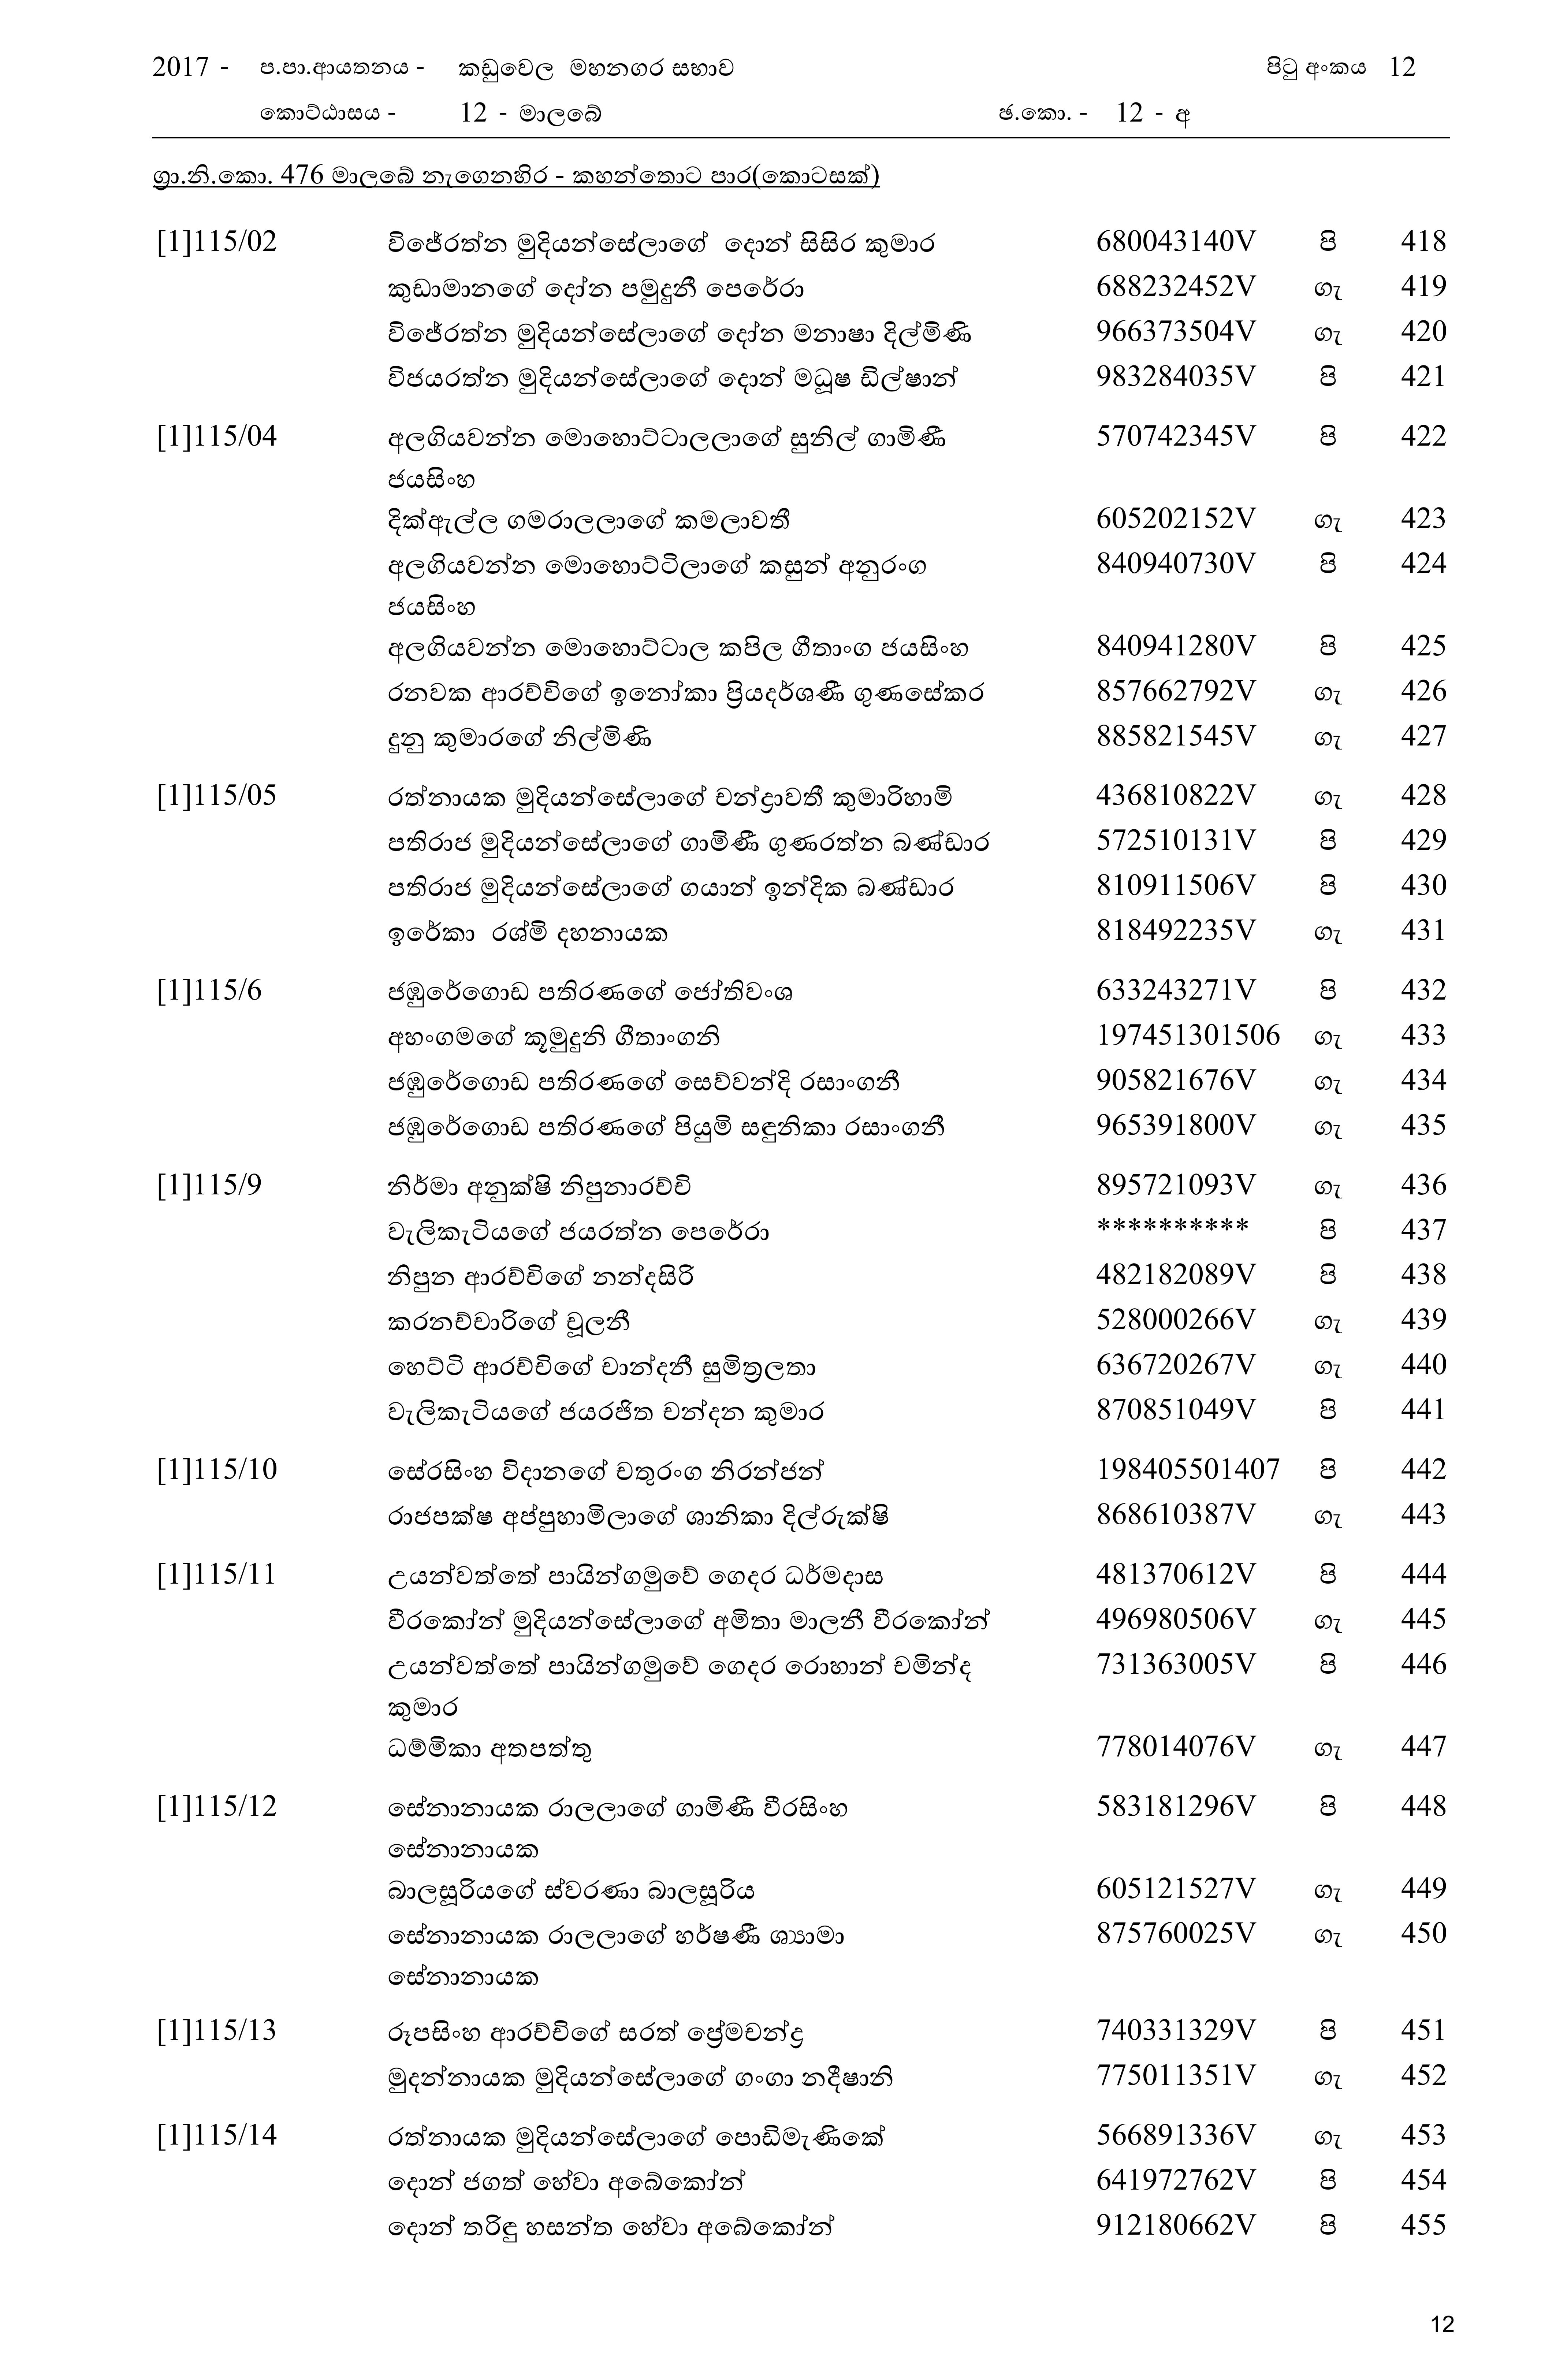 2017 - ප.පා.ආයතනය - කඩුවෙල මහනගර සභාව පිටු අංකය 12
කොට්ඨාසය - 12 - මාලබේ ඡ.කො. - 12 - අ
ග්‍රා.නි.කො. 476 මාලබේ නැගෙනහිර - කහන්තොට පාර(කොටසක්)
[1]115/02 විජේරත්න මුදියන්සේලාගේ දොන් සිසිර කුමාර 680043140V පි 418
කුඩාමානගේ දේන පමුදුනී පෙරේරා 688232452V ගැ 419
විජේරත්න මුදියන්සේලාගේ දේන මනාෂා දිල්මිණි 966373504V ගැ 420
විජයරත්න මුදියන්සේලාගේ දොන් මධූෂ ඩිල්ෂාන් 983284035V පි 421
[1]115/04 අලගියවන්න මොහොට්ටාලලාගේ සුනිල් ගාමිණී 570742345V පි 422
ජයසිංහ
දික්ඇල්ල ගමරාලලාගේ කමලාවතී 605202152V ගැ 423
අලගියවන්න මොහොට්ටිලාගේ කසුන් අනුරංග 840940730V පි 424
ජයසිංහ
අලගියවන්න මොහොට්ටාල කපිල ගීතාංග ජයසිංහ 840941280V පි 425
රනවක ආරච්චිගේ ඉනෝකා ප්‍රියදර්ශණී ගුණසේකර 857662792V ගැ 426
දුනු කුමාරගේ නිල්මිණි 885821545V ගැ 427
[1]115/05 රත්නායක මුදියන්සේලාගේ චන්ද්‍රාවතී කුමාරිහාමි 436810822V ගැ 428
පතිරාජ මුදියන්සේලාගේ ගාමිණී ගුණරත්න බණ්ඩාර 572510131V පි 429
පතිරාජ මුදියන්සේලාගේ ගයාන් ඉන්දික බණ්ඩාර 810911506V පි 430
ඉරේකා රශ්මි දහනායක 818492235V ගැ 431
[1]115/6 ජඹුරේගොඩ පතිරණගේ ජෝතිවංශ 633243271V පි 432
අහංගමගේ කූමුදුනි ගීතාංගනි 197451301506 ගැ 433
ජඹුරේගොඩ පතිරණගේ සෙව්වන්දි රසාංගනී 905821676V ගැ 434
ජඹුරේගොඩ පතිරණගේ පියුමි සඳුනිකා රසාංගනී 965391800V ගැ 435
[1]115/9 නිර්මා අනුක්ෂි නිපුනාරච්චි 895721093V ගැ 436
වැලිකැටියගේ ජයරත්න පෙරේරා ********** පි 437
නිපුන ආරච්චිගේ නන්දසිරි 482182089V පි 438
කරනච්චාරිගේ චූලනී 528000266V ගැ 439
හෙට්ටි ආරච්චිගේ චාන්දනී සුමිත්‍රලතා 636720267V ගැ 440
වැලිකැටියගේ ජයරජිත චන්දන කුමාර 870851049V පි 441
[1]115/10 සේරසිංහ විදානගේ චතුරංග නිරන්ජන් 198405501407 පි 442
රාජපක්ෂ අප්පුහාමිලාගේ ශානිකා දිල්රුක්ෂි 868610387V ගැ 443
[1]115/11 උයන්වත්තේ පායින්ගමුවේ ගෙදර ධර්මදාස 481370612V පි 444
වීරකෝන් මුදියන්සේලාගේ අමිතා මාලනී වීරකෝන් 496980506V ගැ 445
උයන්වත්තේ පායින්ගමුවේ ගෙදර රොහාන් චමින්ද 731363005V පි 446
කුමාර
ධම්මිකා අතපත්තු 778014076V ගැ 447
[1]115/12 සේනානායක රාලලාගේ ගාමිණී වීරසිංහ 583181296V පි 448
සේනානායක
බාලසූරියගේ ස්වරණා බාලසූරිය 605121527V ගැ 449
සේනානායක රාලලාගේ හර්ෂණී ශ්‍යාමා 875760025V ගැ 450
සේනානායක
[1]115/13 රූපසිංහ ආරච්චිගේ සරත් ප්‍රේමචන්ද්‍ර 740331329V පි 451
මුදන්නායක මුදියන්සේලාගේ ගංගා නදීෂානි 775011351V ගැ 452
[1]115/14 රත්නායක මුදියන්සේලාගේ පොඩිමැණිකේ 566891336V ගැ 453
දොන් ජගත් හේවා අබේකෝන් 641972762V පි 454
දොන් තරිඳු හසන්ත හේවා අබේකෝන් 912180662V පි 455
12